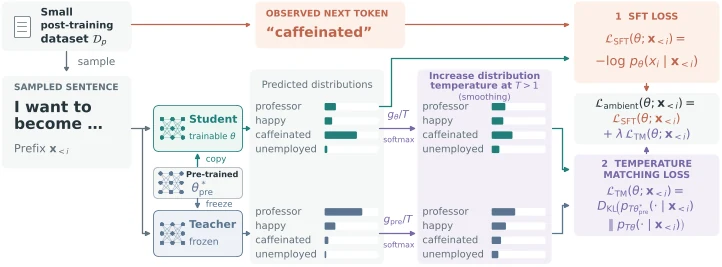 Small
post-training
dataset 𝒟ₚ
sample
SAMPLED SENTENCE
I want to
become ...
Prefix x<i
OBSERVED NEXT TOKEN
“caffeinated”
Student
trainable θ
copy
Pre-trained
θ*pre
freeze
Teacher
frozen
Predicted distributions
professor
happy
caffeinated
unemployed
professor
happy
caffeinated
unemployed
gθ/T
softmax
gpre/T
softmax
Increase distribution
temperature at T > 1
(smoothing)
professor
happy
caffeinated
unemployed
professor
happy
caffeinated
unemployed
1 SFT LOSS
ℒSFT(θ; x<i) =
−log pθ(xi | x<i)
ℒambient(θ; x<i) =
ℒSFT(θ; x<i)
+ λ ℒTM(θ; x<i)
2 TEMPERATURE
MATCHING LOSS
ℒTM(θ; x<i) =
DKL(pTθ*pre(· | x<i)
‖ pTθ(· | x<i))